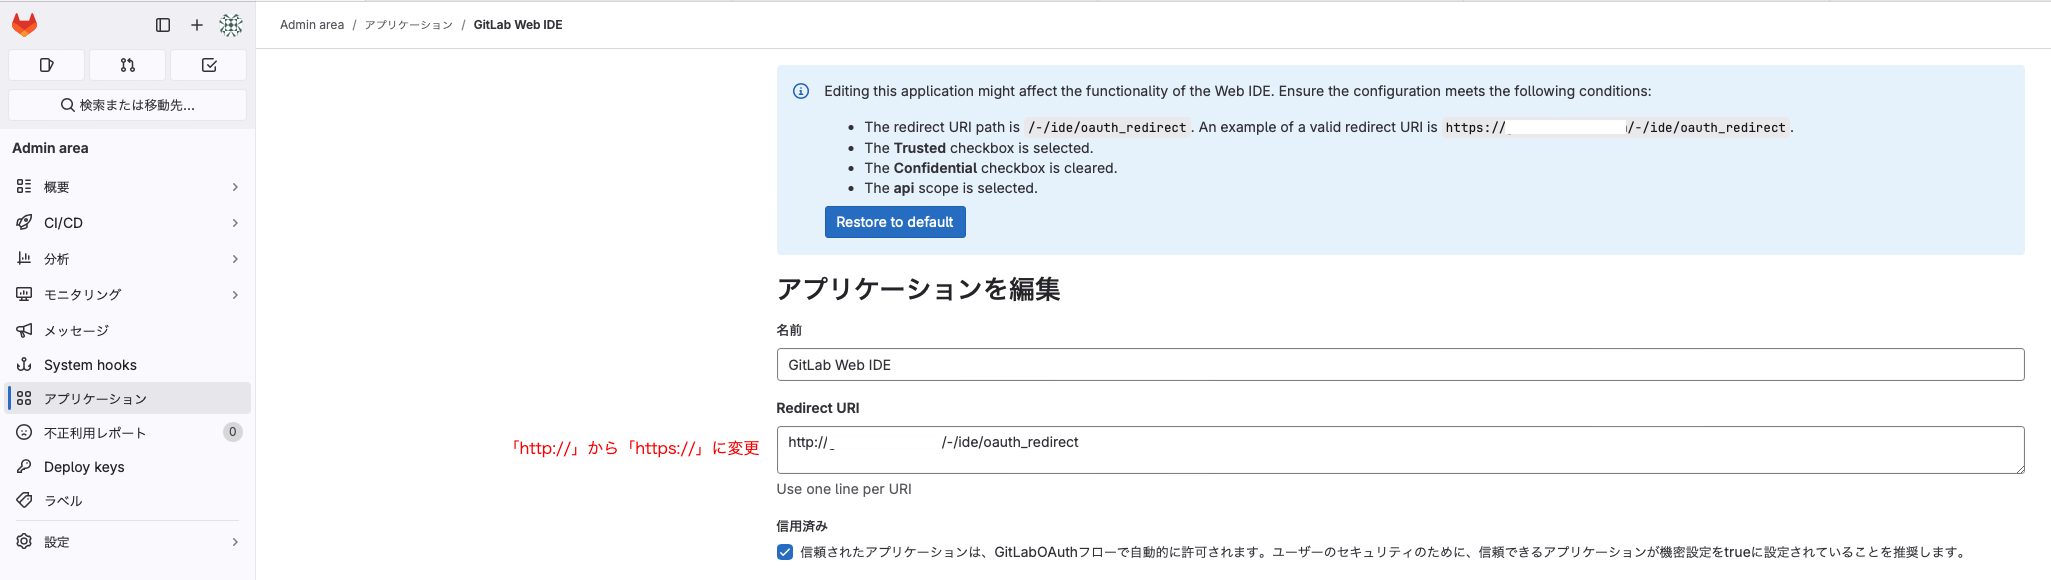 Admin area / アプリケーション / GitLab Web IDE
検索または移動先...
Admin area
概要
CI/CD
分析
モニタリング
メッセージ
System hooks
アプリケーション
不正利用レポート 0
Deploy keys
ラベル
設定
Editing this application might affect the functionality of the Web IDE. Ensure the configuration meets the following conditions:
• The redirect URI path is /-/ide/oauth_redirect. An example of a valid redirect URI is https:// /-/ide/oauth_redirect.
• The Trusted checkbox is selected.
• The Confidential checkbox is cleared.
• The api scope is selected.
Restore to default
アプリケーションを編集
名前
GitLab Web IDE
Redirect URI
「http://」から「https://」に変更
http:// /-/ide/oauth_redirect
Use one line per URI
信用済み
信頼されたアプリケーションは、GitLabOAuthフローで自動的に許可されます。ユーザーのセキュリティのために、信頼できるアプリケーションが機密設定をtrueに設定されていることを推奨します。